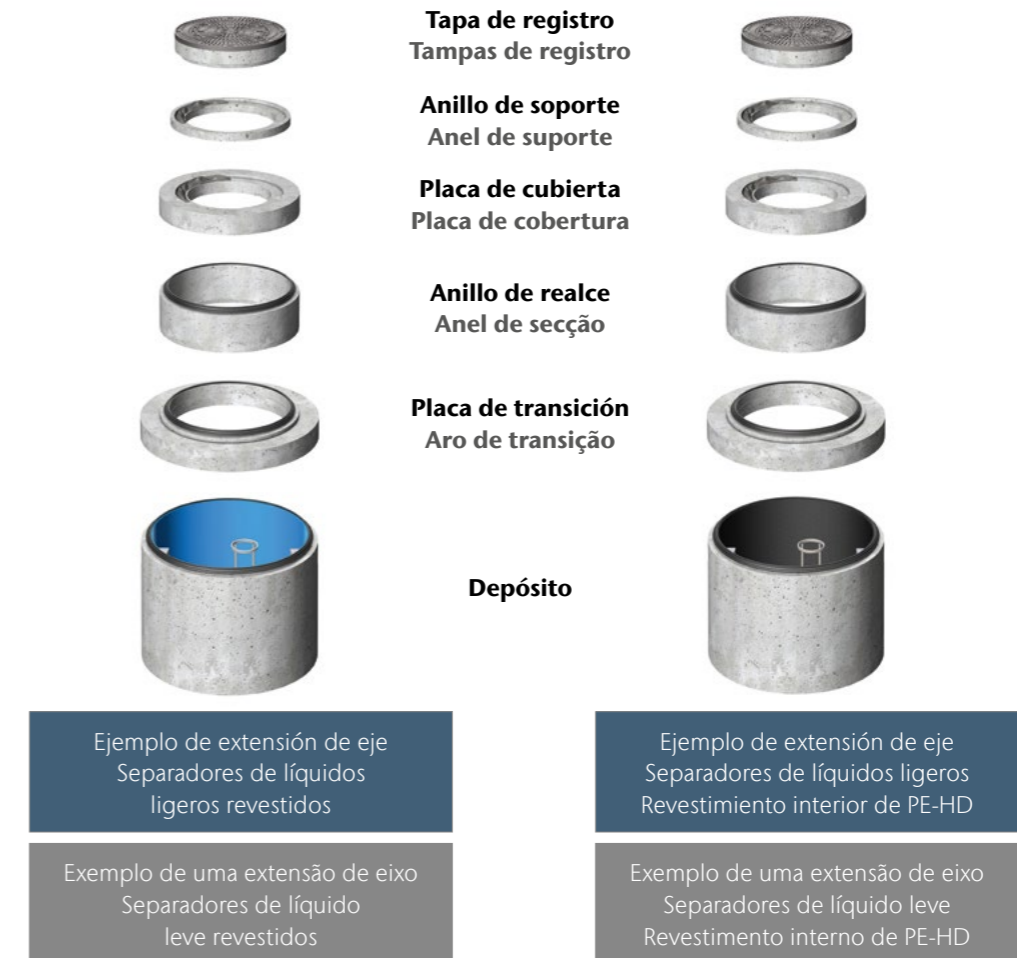 Tapa de registro
Tampas de registro
Anillo de soporte
Anel de suporte
Placa de cubierta
Placa de cobertura
Anillo de realce
Anel de secção
Placa de transición
Aro de transição
Depósito
Ejemplo de extensión de eje
Separadores de líquidos
ligeros revestidos
Exemplo de uma extensão de eixo
Separadores de líquido
leve revestidos
Ejemplo de extensión de eje
Separadores de líquidos ligeros
Revestimiento interior de PE-HD
Exemplo de uma extensão de eixo
Separadores de líquido leve
Revestimento interno de PE-HD